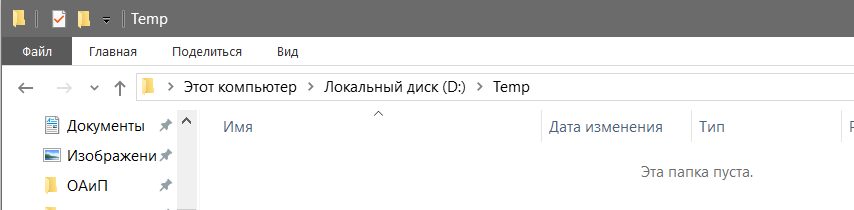 Temp
Файл Главная Поделиться Вид
Этот компьютер Локальный диск (D:) Temp
Документы
Изображени
ОАиП
Имя Дата изменения Тип
Эта папка пуста.